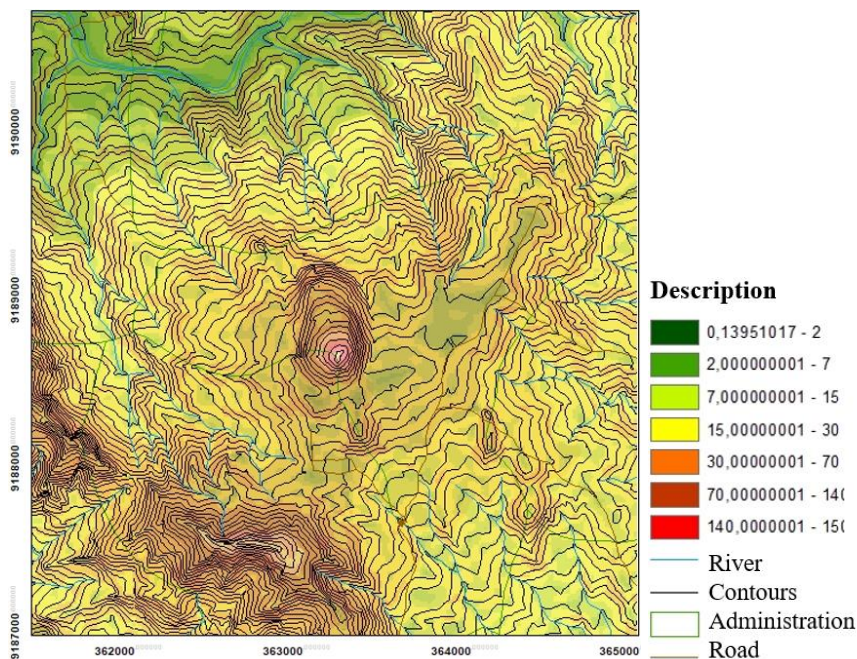 9190000
9189000
9188000
9187000
362000
363000
364000
365000
Description
0,13951017 - 2
2,000000001 - 7
7,000000001 - 15
15,00000001 - 30
30,00000001 - 70
70,00000001 - 140
140,0000001 - 150
River
Contours
Administration
Road